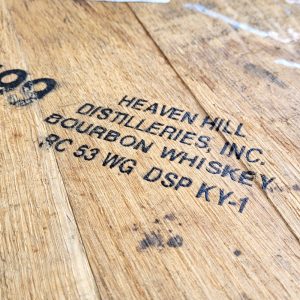 HEAVEN HILL
DISTILLERIES, INC.
BOURBON WHISKEY
RC 53 WG DSP KY-1